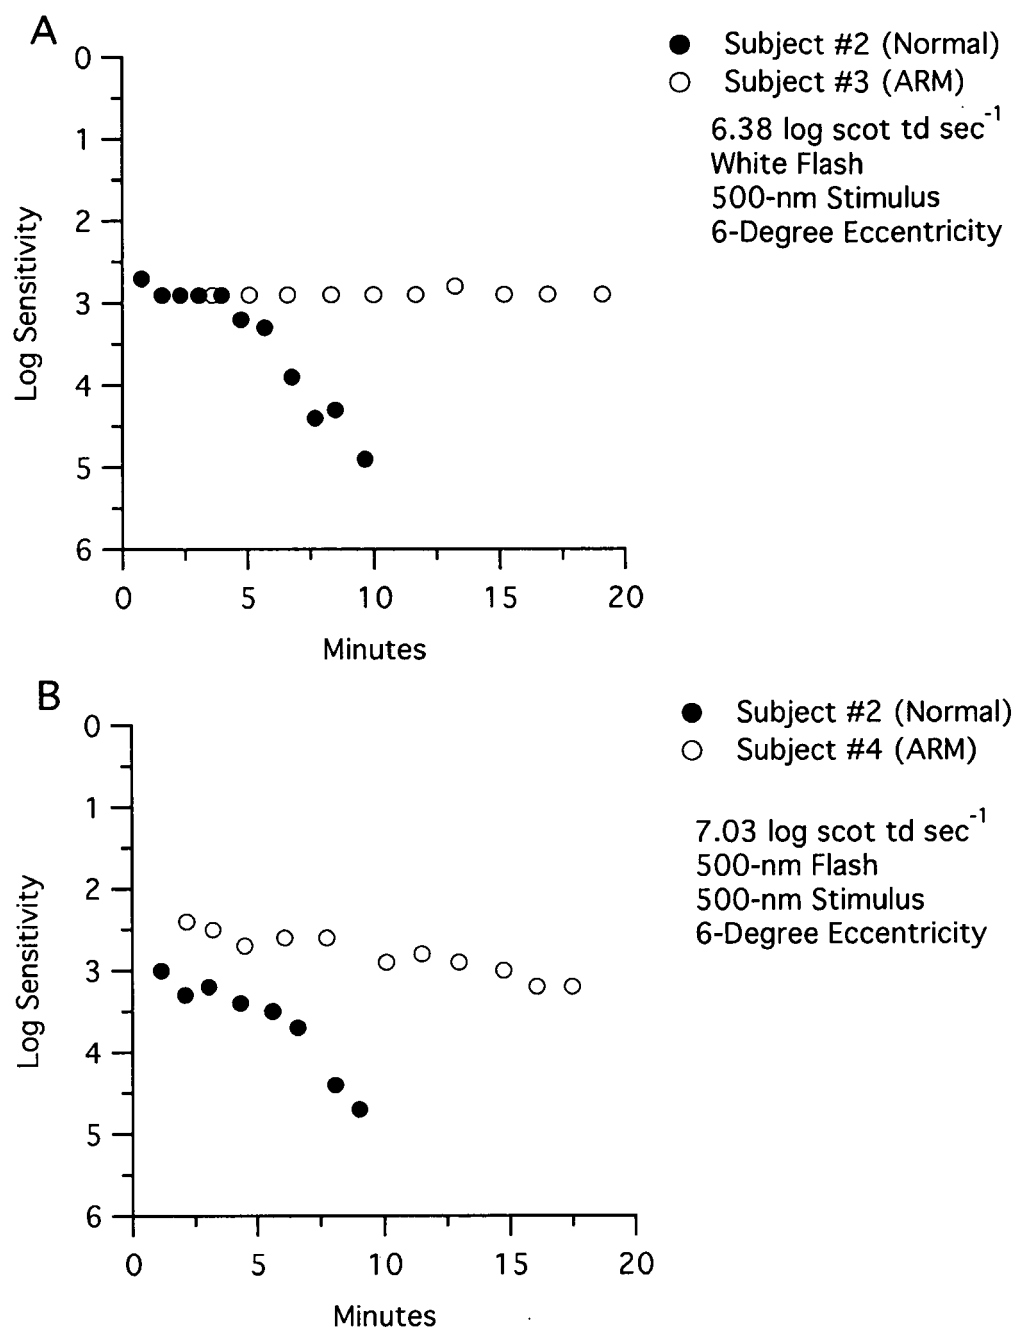 A
Subject #2 (Normal)
Subject #3 (ARM)
6.38 log scot td sec-1
White Flash
500-nm Stimulus
6-Degree Eccentricity
Log Sensitivity
0
1
2
3
4
5
6
0 5 10 15 20
Minutes
B
Subject #2 (Normal)
Subject #4 (ARM)
7.03 log scot td sec-1
500-nm Flash
500-nm Stimulus
6-Degree Eccentricity
Log Sensitivity
0
1
2
3
4
5
6
0 5 10 15 20
Minutes